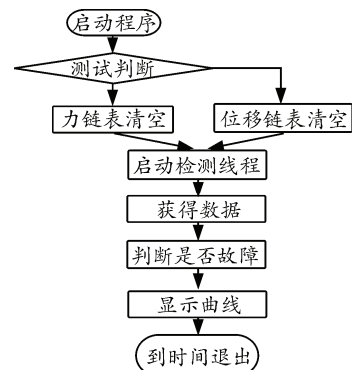 启动程序
测试判断
力链表清空
位移链表清空
启动检测线程
获得数据
判断是否故障
显示曲线
到时间退出